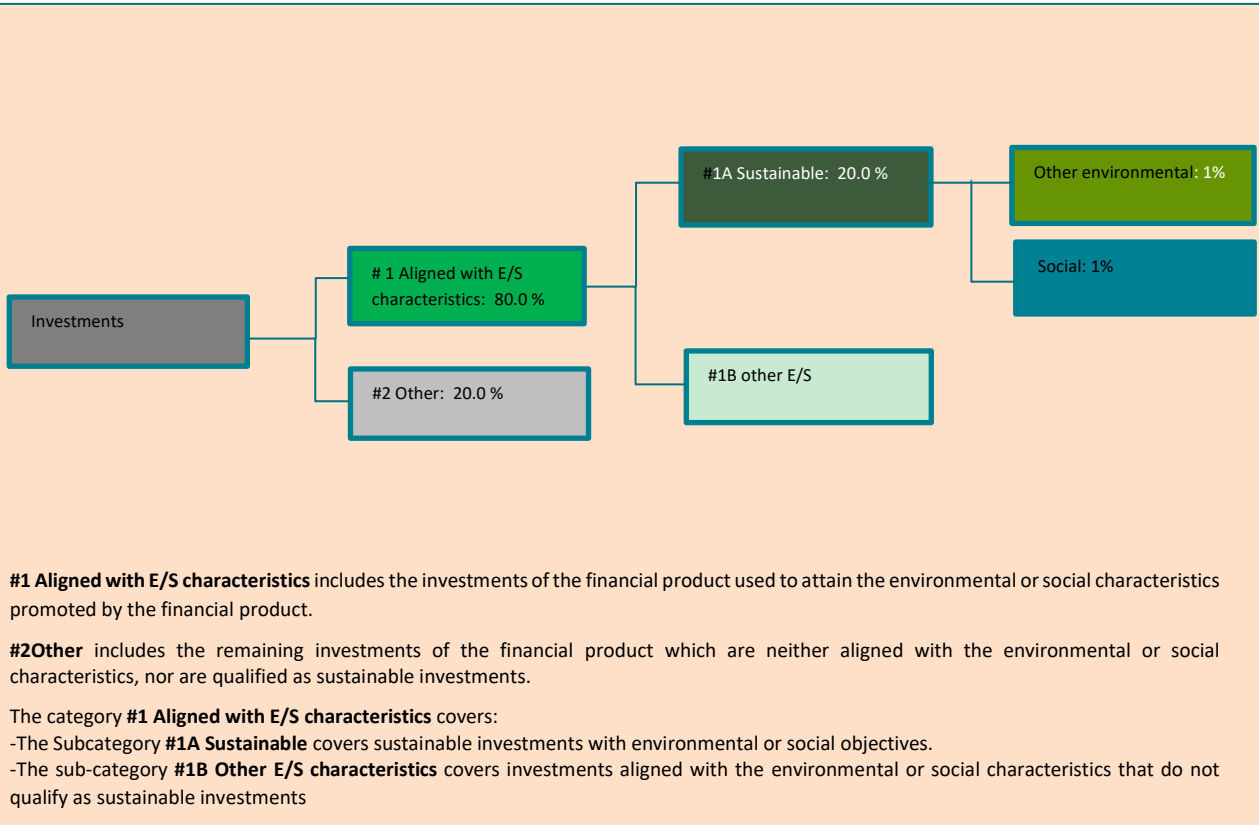 #1A Sustainable:  20.0 %
Other environmental: 1%
Social: 1%
# 1 Aligned with E/S
characteristics:  80.0 %
Investments
#1B other E/S
#2 Other:  20.0 %
#1 Aligned with E/S characteristics includes the investments of the financial product used to attain the environmental or social characteristics
promoted by the financial product.
#2Other includes the remaining investments of the financial product which are neither aligned with the environmental or social
characteristics, nor are qualified as sustainable investments.
The category #1 Aligned with E/S characteristics covers:
-The Subcategory #1A Sustainable covers sustainable investments with environmental or social objectives.
-The sub-category #1B Other E/S characteristics covers investments aligned with the environmental or social characteristics that do not
qualify as sustainable investments